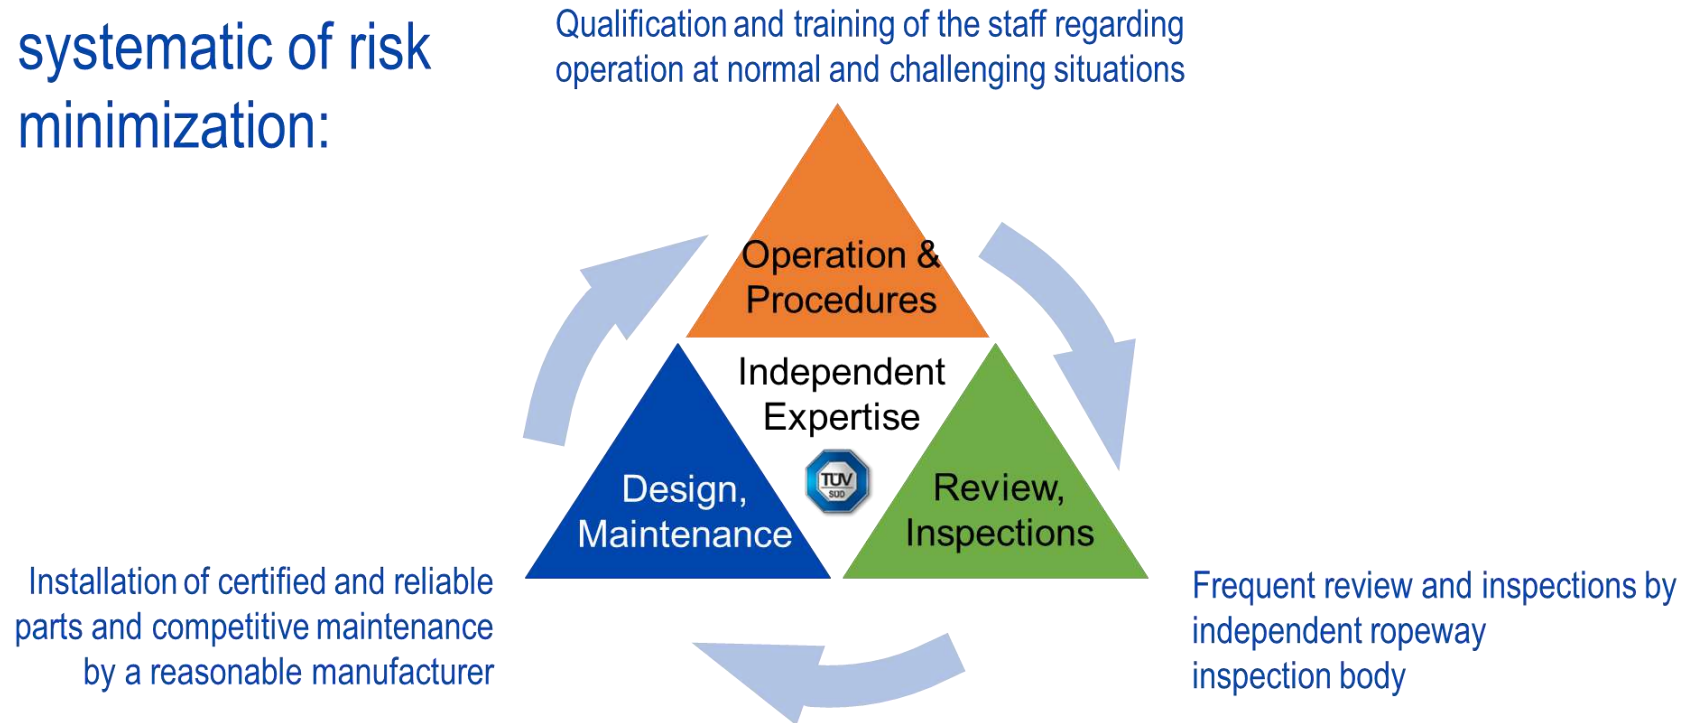 systematic of risk
minimization:
Qualification and training of the staff regarding
operation at normal and challenging situations
Operation &
Procedures
Independent
Expertise
TÜV
SÜD
Design,
Maintenance
Review,
Inspections
Installation of certified and reliable
parts and competitive maintenance
by a reasonable manufacturer
Frequent review and inspections by
independent ropeway
inspection body